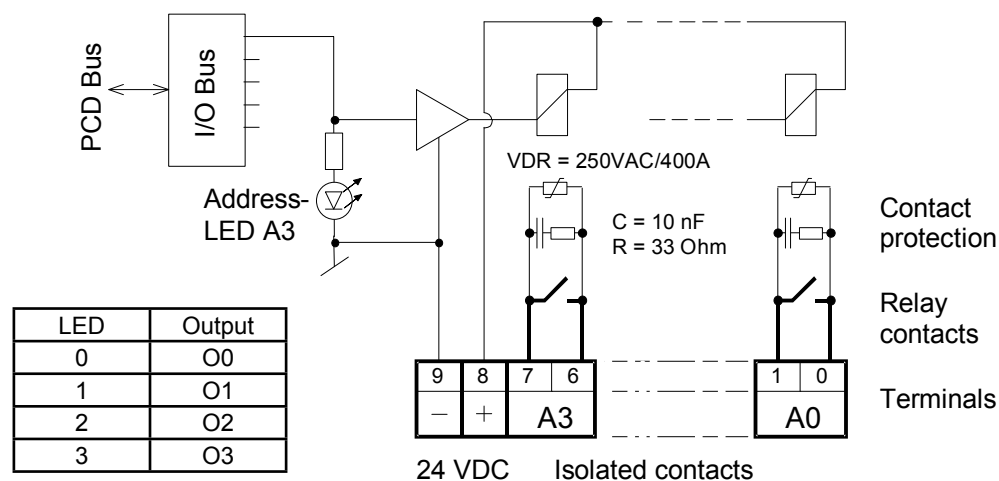 PCD Bus
I/O Bus
VDR = 250VAC/400A
Address-
LED A3
C = 10 nF
R = 33 Ohm
Contact
protection
Relay
contacts
LED Output
0 O0
1 O1
2 O2
3 O3
9 8 7 6 1 0
− + A3 A0
Terminals
24 VDC Isolated contacts